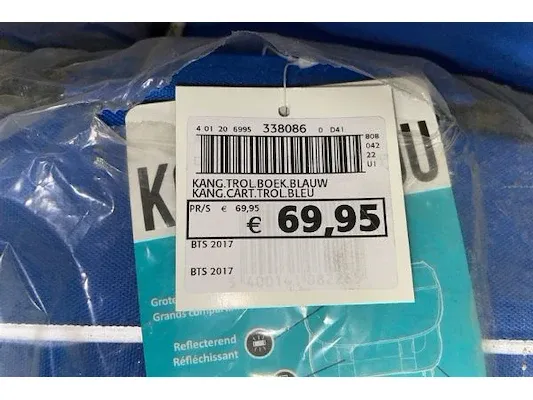 4 01 20 6995 338086 0 D41
808
042
22
U1
KANG.TROL.BOEK.BLAUW
KANG.CART.TROL.BLEU
PR/S € 69,95
€ 69,95
BTS 2017
BTS 2017
K
U
Grote
Grands compart
Reflecterend
Réfléchissant